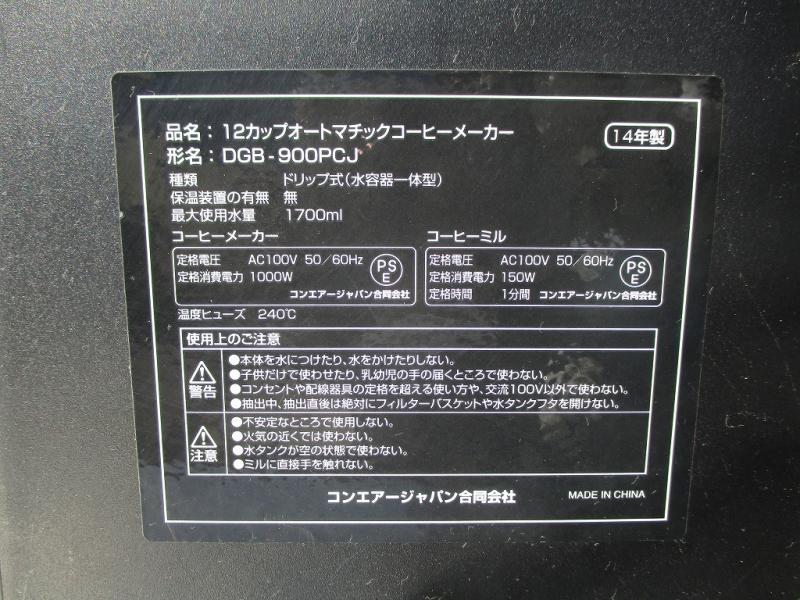 品名：12カップオートマチックコーヒーメーカー
14年製
形名：DGB-900PCJ
種類 ドリップ式(水容器一体型)
保温装置の有無 無
最大使用水量 1700ml
コーヒーメーカー
定格電圧 AC100V 50／60Hz
定格消費電力 1000W
PSE
コンエアージャパン合同会社
コーヒーミル
定格電圧 AC100V 50／60Hz
定格消費電力 150W
定格時間 1分間
PSE
コンエアージャパン合同会社
温度ヒューズ 240℃
使用上のご注意
警告
●本体を水につけたり、水をかけたりしない。
●子供だけで使わせたり、乳幼児の手の届くところで使わない。
●コンセントや配線器具の定格を超える使い方や、交流100V以外で使わない。
●抽出中、抽出直後は絶対にフィルターバスケットや水タンクフタを開けない。
注意
●不安定なところで使用しない。
●火気の近くでは使わない。
●水タンクが空の状態で使わない。
●ミルに直接手を触れない。
コンエアージャパン合同会社
MADE IN CHINA